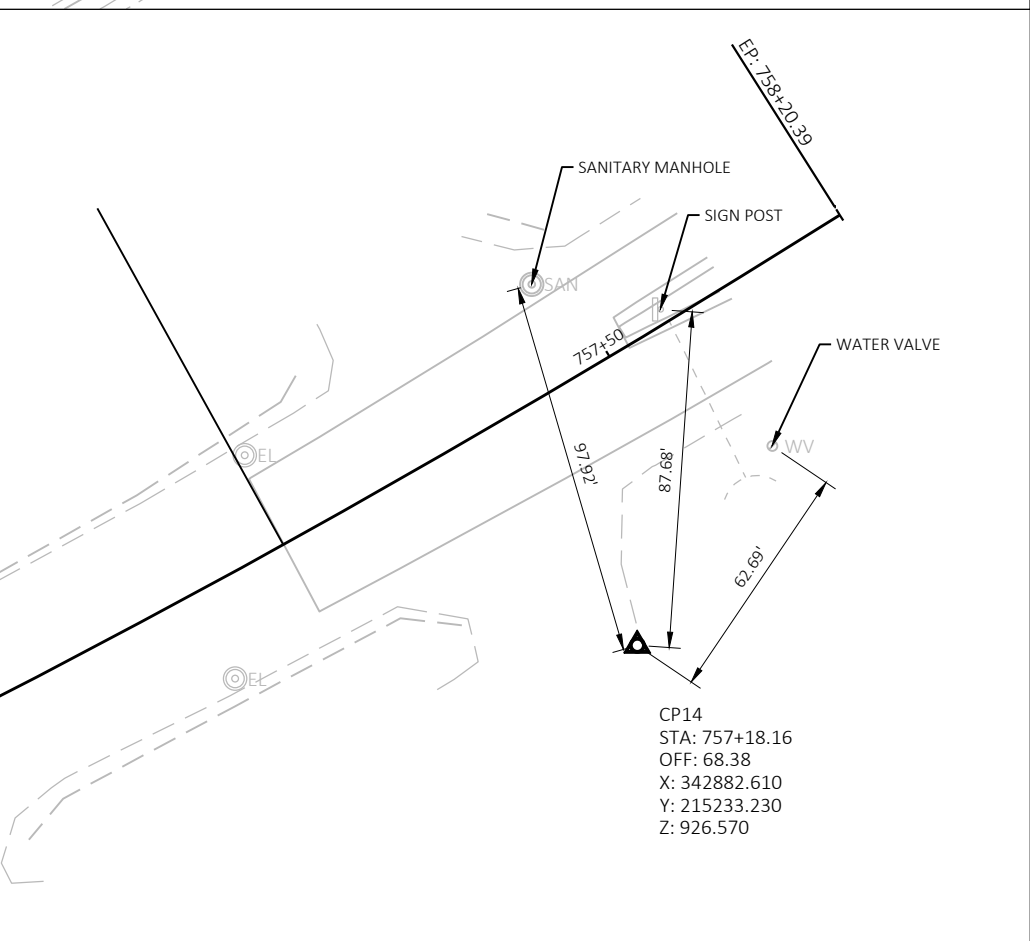 EP: 758+20.39
SANITARY MANHOLE
SIGN POST
SAN
757+50
WATER VALVE
WV
EL
97.92'
87.68'
62.69'
EL
CP14
STA: 757+18.16
OFF: 68.38
X: 342882.610
Y: 215233.230
Z: 926.570